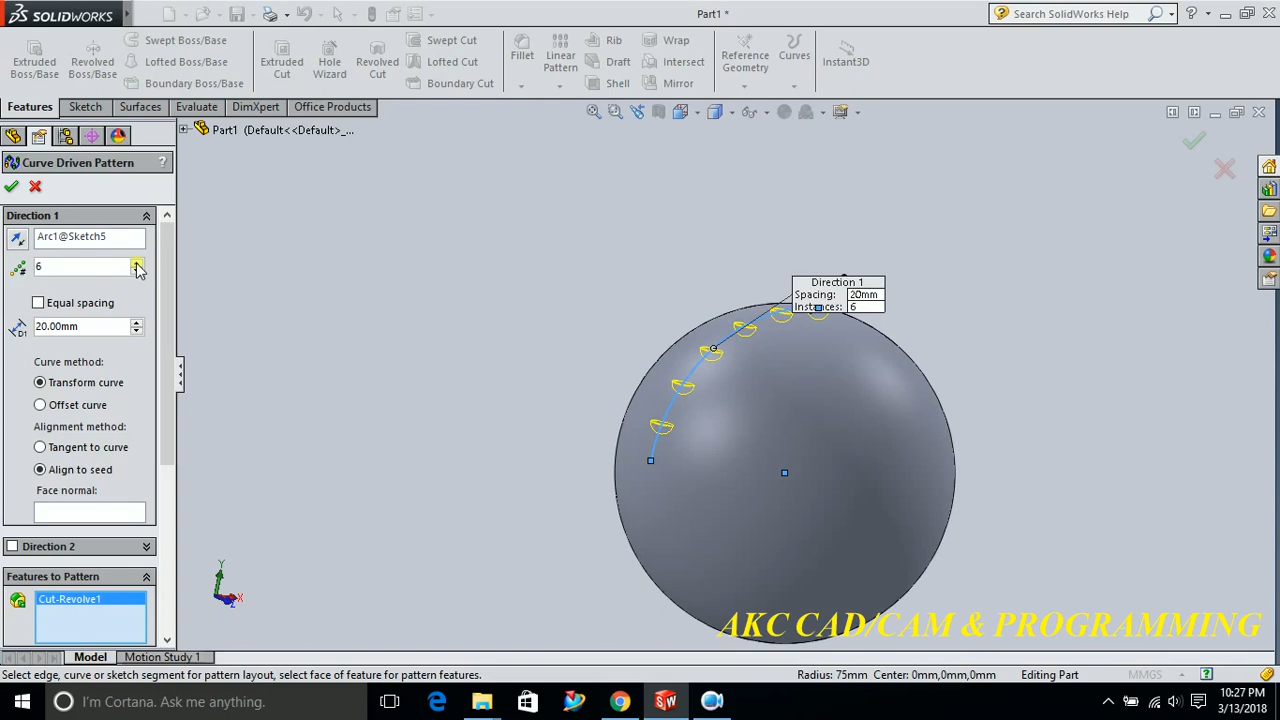 SOLIDWORKS
Part1 *
Search SolidWorks Help
Extruded Boss/Base
Revolved Boss/Base
Swept Boss/Base
Lofted Boss/Base
Boundary Boss/Base
Extruded Cut
Hole Wizard
Revolved Cut
Swept Cut
Lofted Cut
Boundary Cut
Fillet
Linear Pattern
Rib
Draft
Shell
Wrap
Intersect
Mirror
Reference Geometry
Curves
Instant3D
Features
Sketch
Surfaces
Evaluate
DimXpert
Office Products
Part1 (Default<<Default>_...
Curve Driven Pattern
?
Direction 1
Arc1@Sketch5
6
Equal spacing
20.00mm
Curve method:
Transform curve
Offset curve
Alignment method:
Tangent to curve
Align to seed
Face normal:
Direction 2
Features to Pattern
Cut-Revolve1
Direction 1
Spacing: 20mm
Instances: 6
Y
X
Z
AKC CAD/CAM & PROGRAMMING
Model
Motion Study 1
Select edge, curve or sketch segment for pattern layout, select face of feature for pattern features.
Radius: 75mm Center: 0mm,0mm,0mm
Editing Part
MMGS
I'm Cortana. Ask me anything.
10:27 PM
3/13/2018